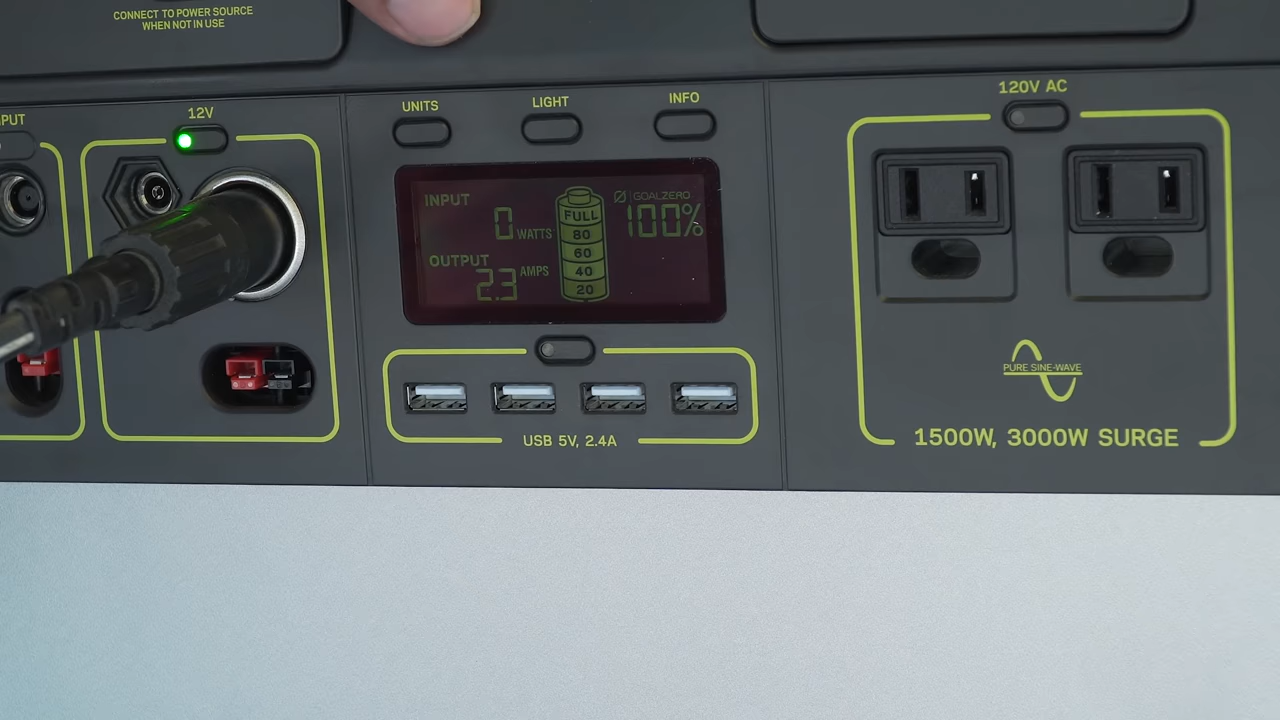 CONNECT TO POWER SOURCE
WHEN NOT IN USE
PUT
12V
UNITS
LIGHT
INFO
120V AC
INPUT
0 WATTS
OUTPUT
2.3 AMPS
FULL
80
60
40
20
GOALZERO
100%
USB 5V, 2.4A
PURE SINE-WAVE
1500W, 3000W SURGE